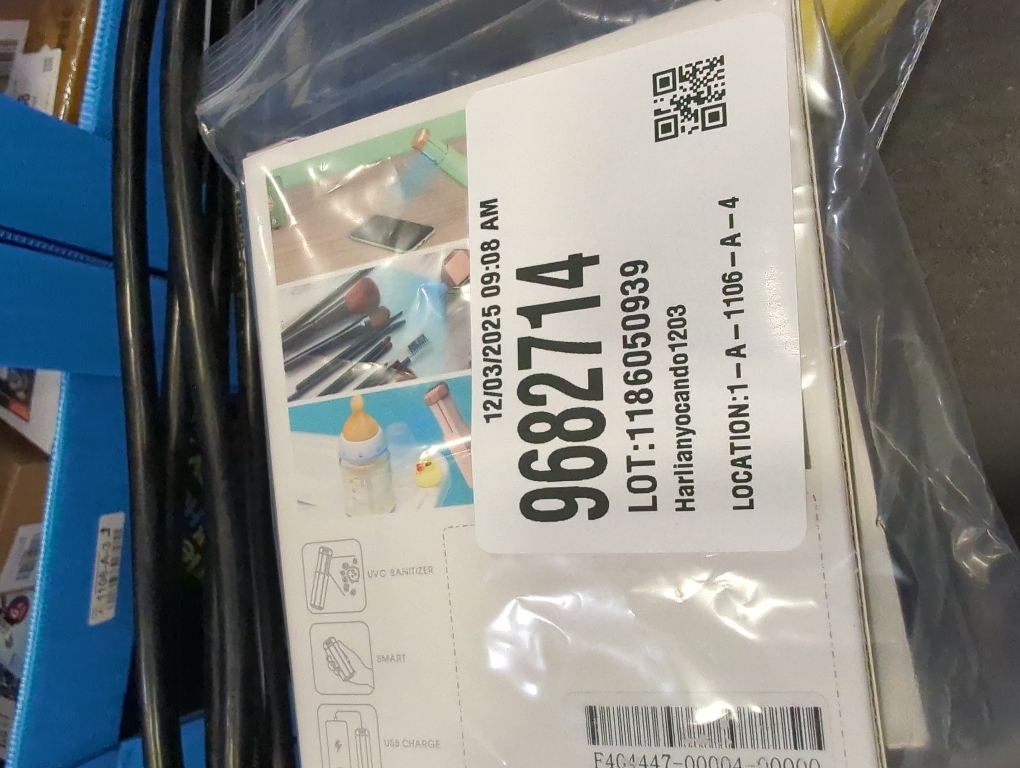 12/03/2025 09:08 AM
9682714
LOT:1186050939
Harlianyocando1203
LOCATION:1-A-1106-A-4
UVC SANITIZER
SMART
USB CHARGE